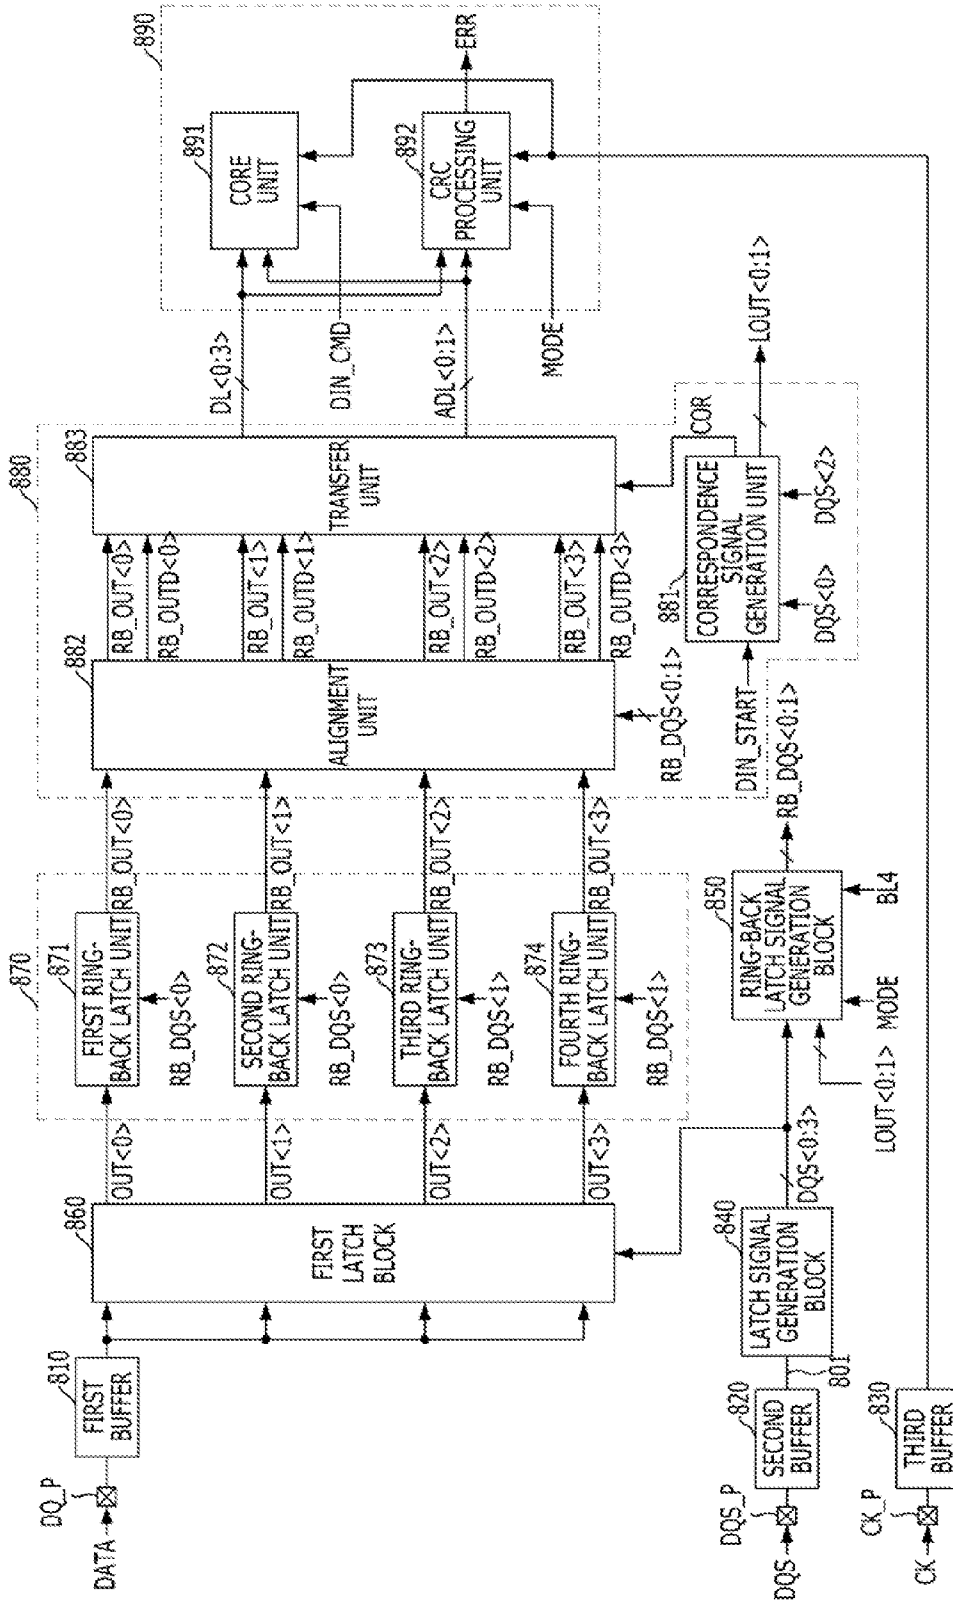 DATA
DQ_P
810
FIRST
BUFFER
860
FIRST
LATCH
BLOCK
OUT<0>
OUT<1>
OUT<2>
OUT<3>
870
871
FIRST RING-
BACK LATCH UNIT
RB_DQS<0>
872
SECOND RING-
BACK LATCH UNIT
RB_DQS<0>
873
THIRD RING-
BACK LATCH UNIT
RB_DQS<1>
874
FOURTH RING-
BACK LATCH UNIT
RB_DQS<1>
RB_OUT<0>
RB_OUT<1>
RB_OUT<2>
RB_OUT<3>
880
882
ALIGNMENT
UNIT
RB_DQS<0:1>
RB_OUT<0>
RB_OUTD<0>
RB_OUT<1>
RB_OUTD<1>
RB_OUT<2>
RB_OUTD<2>
RB_OUT<3>
RB_OUTD<3>
883
TRANSFER
UNIT
DL<0:3>
DIN_CMD
ADL<0:1>
MODE
890
891
CORE
UNIT
892
CRC
PROCESSING
UNIT
ERR
881
CORRESPONDENCE
SIGNAL
GENERATION UNIT
DIN_START
DQS<0>
DQS<2>
COR
LOUT<0:1>
DQS
DQS_P
820
SECOND
BUFFER
801
840
LATCH SIGNAL
GENERATION
BLOCK
DQS<0:3>
850
RING-BACK
LATCH SIGNAL
GENERATION
BLOCK
LOUT<0:1>
MODE
BL4
RB_DQS<0:1>
CK
CK_P
830
THIRD
BUFFER